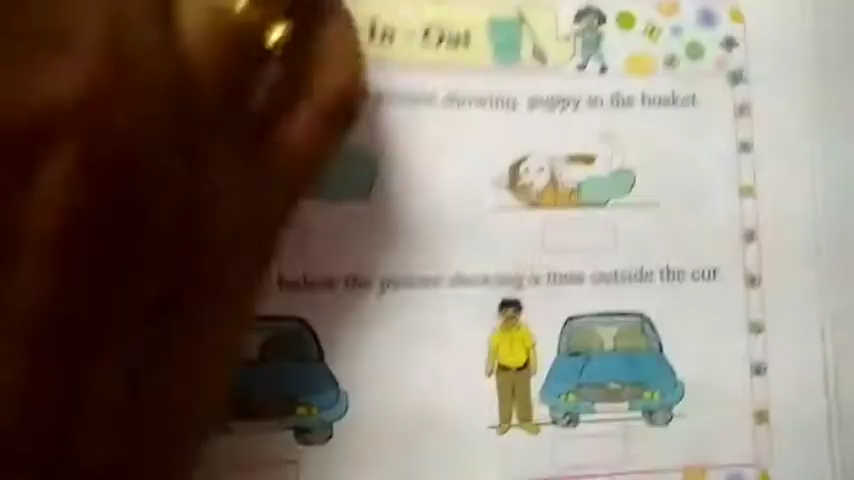 In - Out
picture showing puppy in the basket.
below the picture showing a man outside the car.